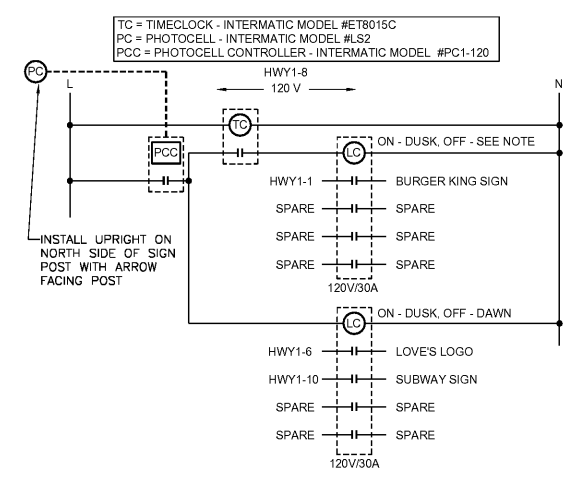 TC = TIMECLOCK - INTERMATIC MODEL #ET8015C
PC = PHOTOCELL - INTERMATIC MODEL #LS2
PCC = PHOTOCELL CONTROLLER - INTERMATIC MODEL #PC1-120
PC
HWY1-8
L
120 V
N
TC
ON - DUSK, OFF - SEE NOTE
PCC
LC
HWY1-1
BURGER KING SIGN
SPARE
SPARE
SPARE
SPARE
SPARE
SPARE
INSTALL UPRIGHT ON
NORTH SIDE OF SIGN
POST WITH ARROW
FACING POST
120V/30A
ON - DUSK, OFF - DAWN
LC
HWY1-6
LOVE'S LOGO
HWY1-10
SUBWAY SIGN
SPARE
SPARE
SPARE
SPARE
120V/30A